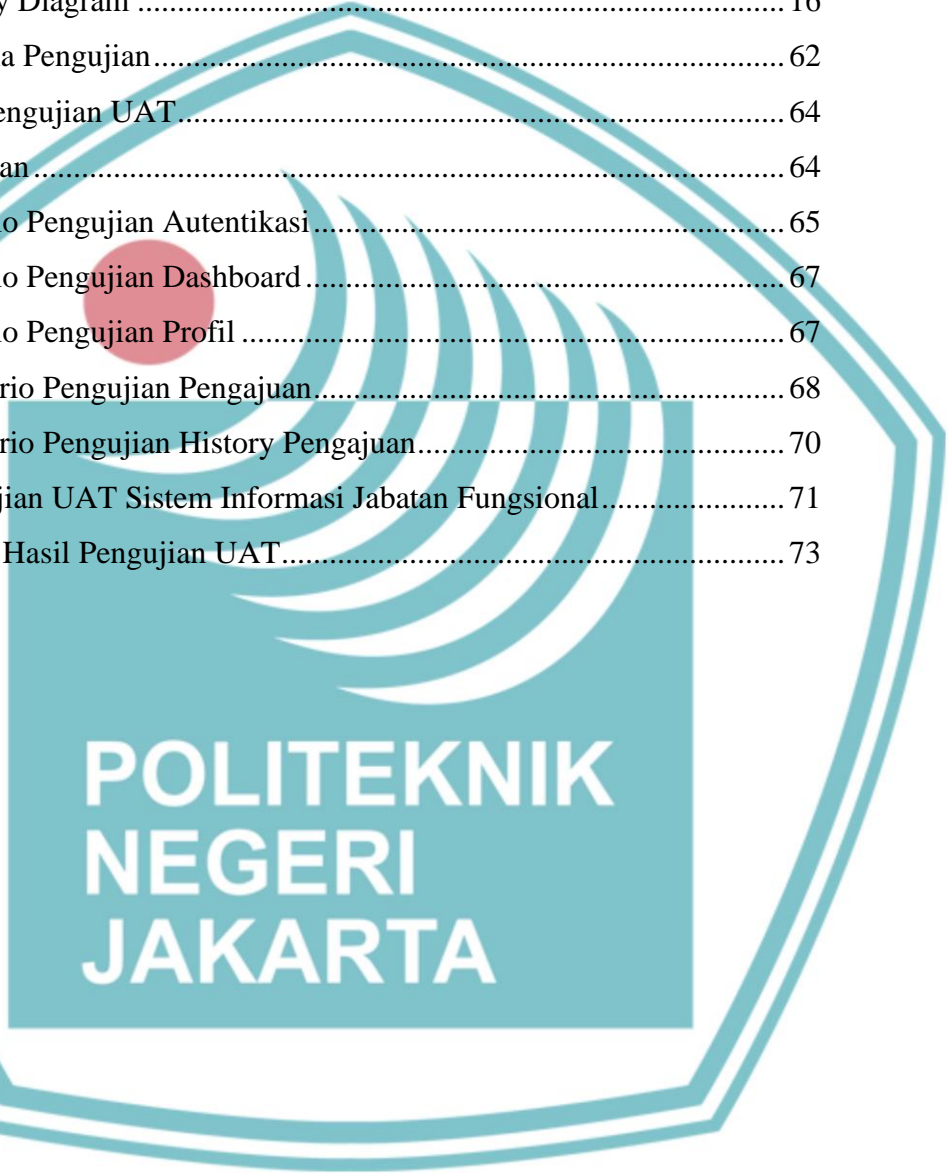 y Diagram ........................................................................................ 16
a Pengujian ........................................................................................ 62
engujian UAT ........................................................................................ 64
an ........................................................................................ 64
o Pengujian Autentikasi ........................................................................................ 65
o Pengujian Dashboard ........................................................................................ 67
o Pengujian Profil ........................................................................................ 67
rio Pengujian Pengajuan ........................................................................................ 68
rio Pengujian History Pengajuan ........................................................................................ 70
jian UAT Sistem Informasi Jabatan Fungsional ..................... 71
Hasil Pengujian UAT ........................................................................................ 73
POLITEKNIK
NEGERI
JAKARTA